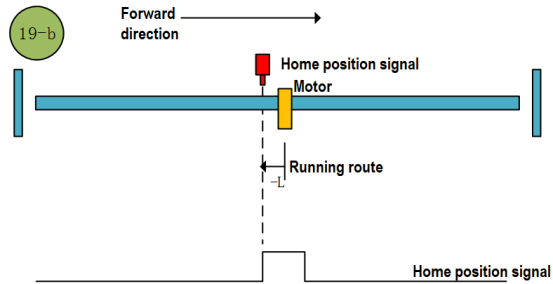 19-b
Forward
direction
Home position signal
Motor
Running route
-L
Home position signal